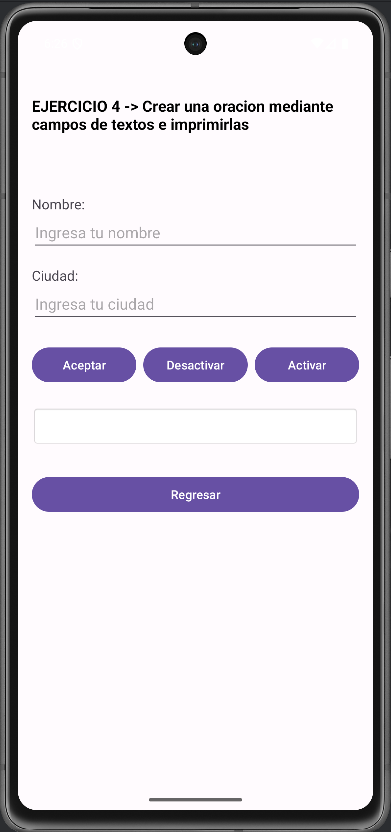 EJERCICIO 4 -> Crear una oracion mediante
campos de textos e imprimirlas
Nombre:
Ingresa tu nombre
Ciudad:
Ingresa tu ciudad
Aceptar
Desactivar
Activar
Regresar